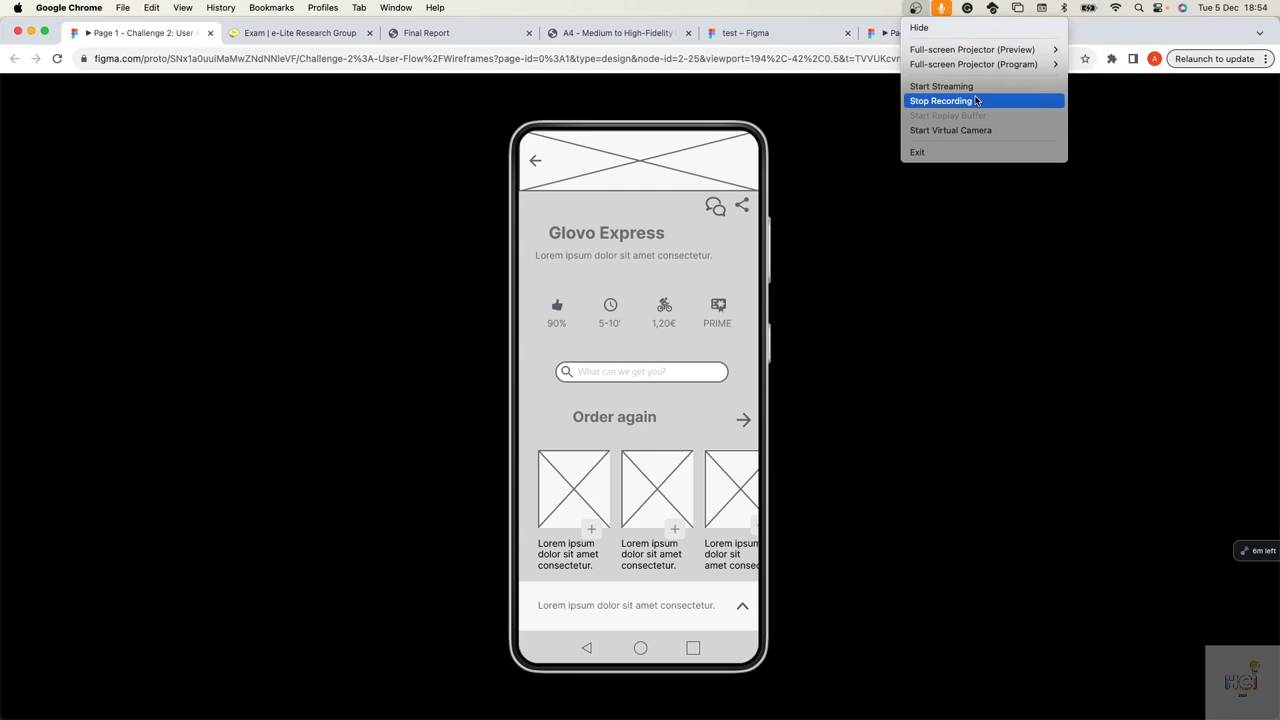 Google Chrome File Edit View History Bookmarks Profiles Tab Window Help Tue 5 Dec 18:54
Page 1 - Challenge 2: User Exam | e-Lite Research Group Final Report A4 - Medium to High-Fidelity test – Figma
figma.com/proto/SNx1a0uuiMaMwZNdNNleVF/Challenge-2%3A-User-Flow%2FWireframes?page-id=0%3A1&type=design&node-id=2-25&viewport=194%2C-42%2C0.5&t=TVVUKcvr A Relaunch to update
Hide
Full-screen Projector (Preview)
Full-screen Projector (Program)
Start Streaming
Stop Recording
Start Replay Buffer
Start Virtual Camera
Exit
Glovo Express
Lorem ipsum dolor sit amet consectetur.
90% 5-10' 1,20€ PRIME
What can we get you?
Order again
Lorem ipsum
dolor sit amet
consectetur.
Lorem ipsum
dolor sit amet
consectetur.
Lorem ipsum
dolor sit
amet consec
Lorem ipsum dolor sit amet consectetur.
6m left
HCI